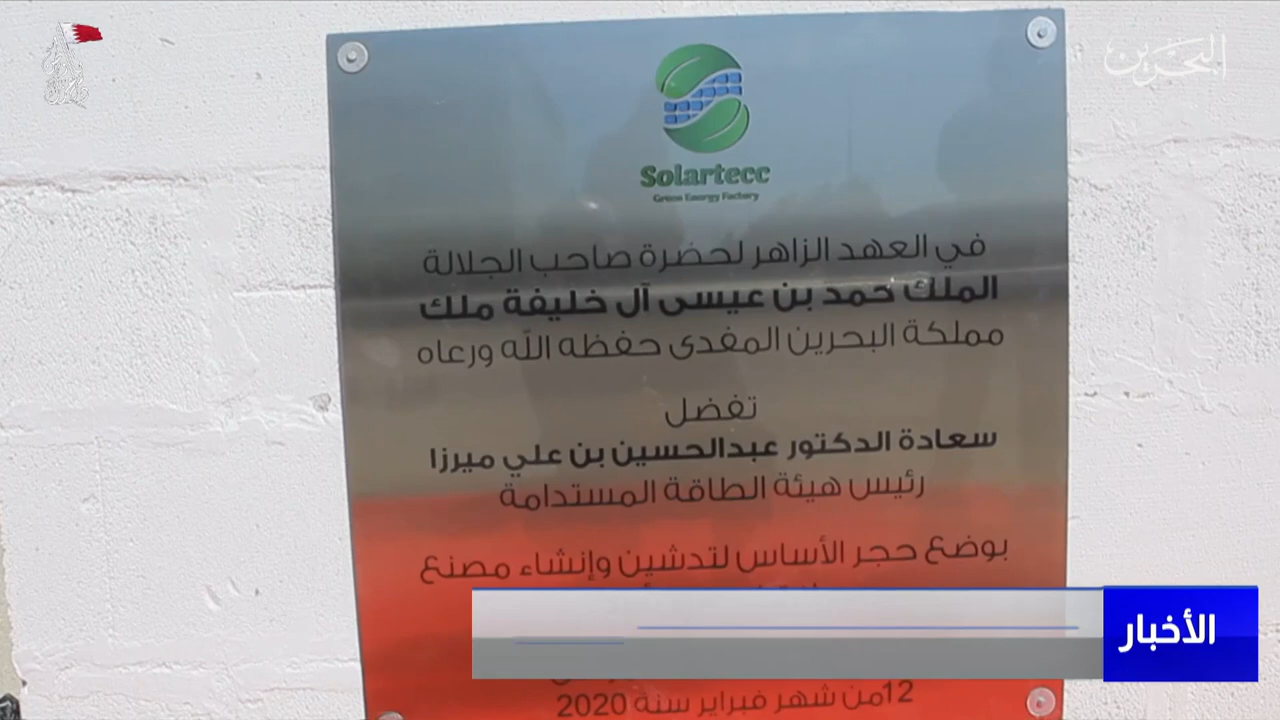 البحرين
Solartecc
Green Energy Factory
في العهد الزاهر لحضرة صاحب الجلالة
الملك حمد بن عيسى آل خليفة ملك
مملكة البحرين المفدى حفظه الله ورعاه
تفضل
سعادة الدكتور عبدالحسين بن علي ميرزا
رئيس هيئة الطاقة المستدامة
بوضع حجر الأساس لتدشين وإنشاء مصنع
الأخبار
12من شهر فبراير سنة 2020